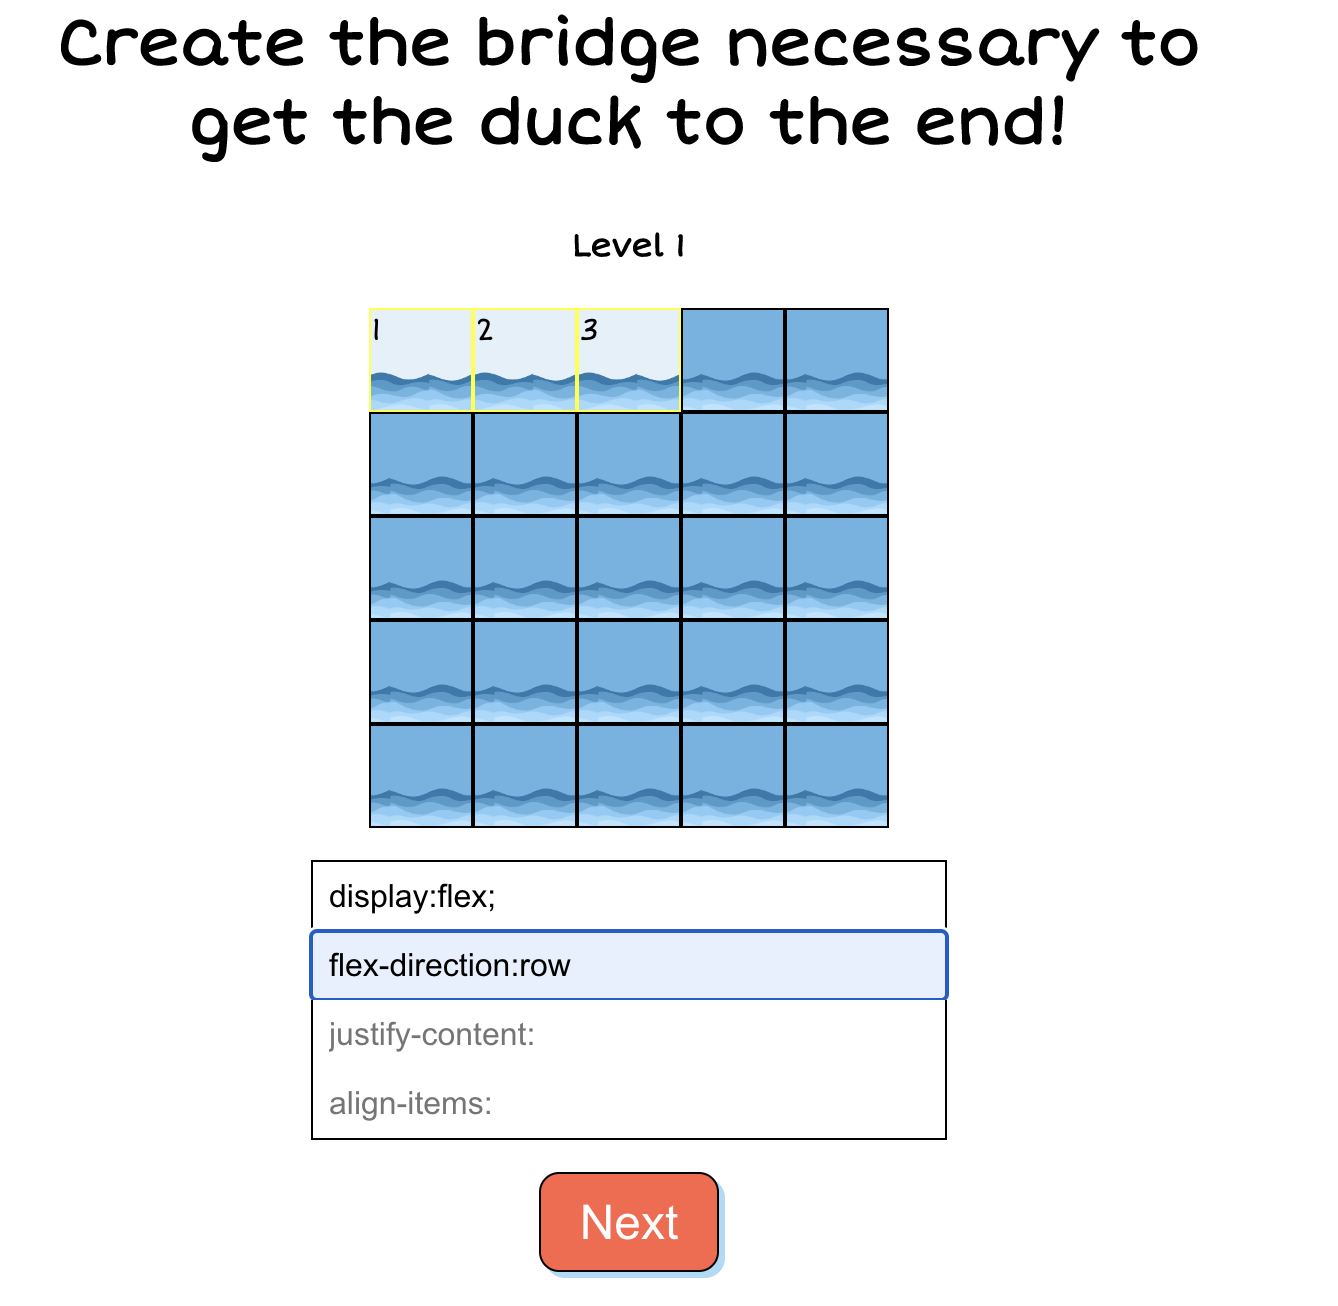 Create the bridge necessary to
get the duck to the end!
Level 1
1 2 3
display:flex;
flex-direction:row
justify-content:
align-items:
Next